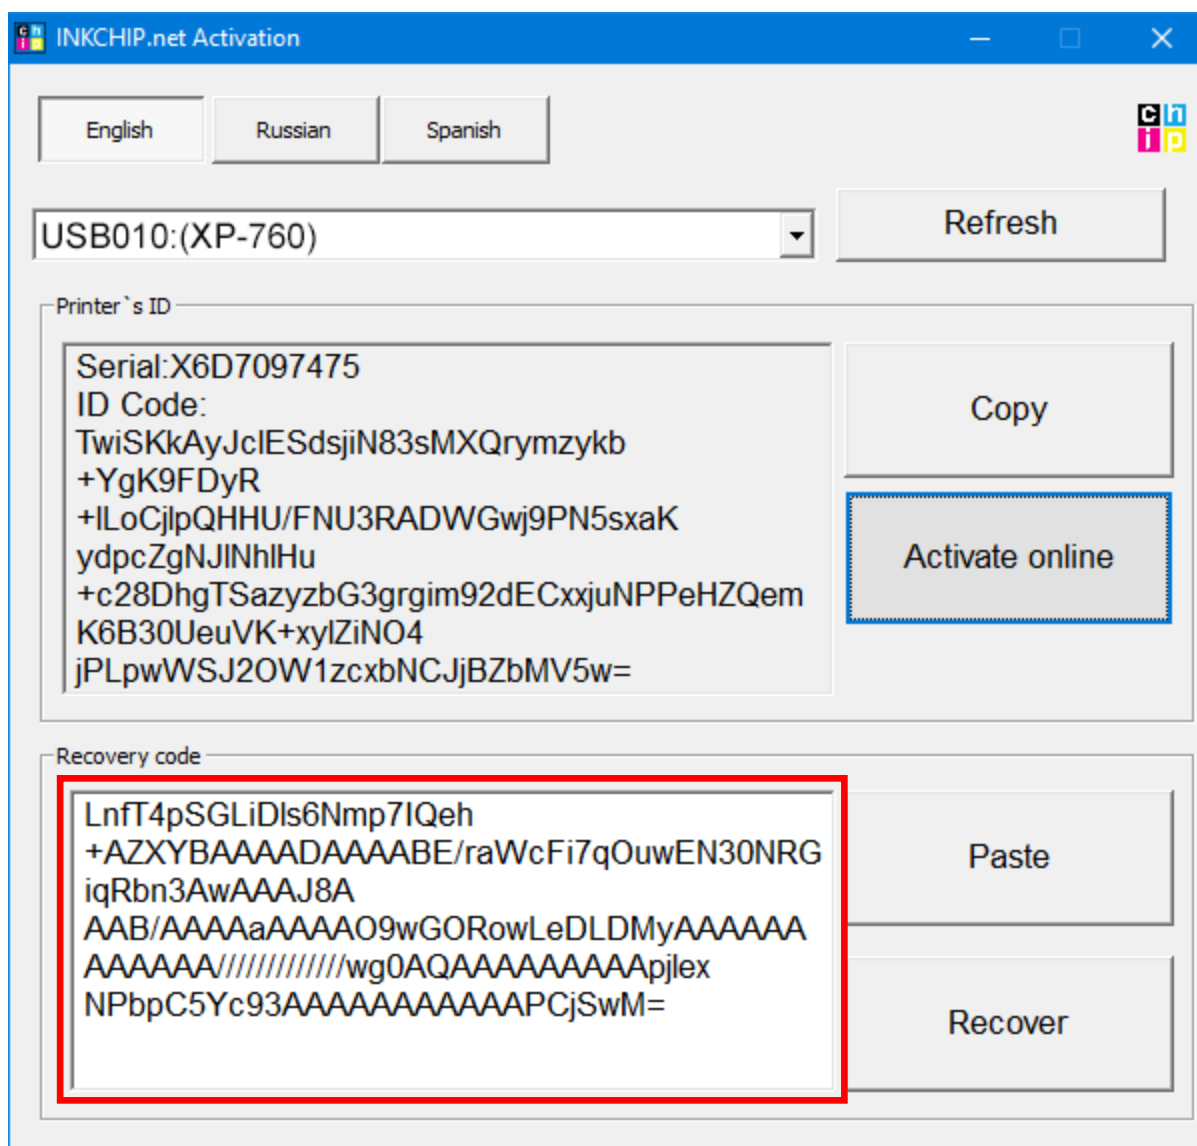 INKCHIP.net Activation
English Russian Spanish
chip
USB010:(XP-760)
Refresh
Printer`s ID
Serial:X6D7097475
ID Code:
TwiSKkAyJclESdsjiN83sMXQrymzykb
+YgK9FDyR
+lLoCjlpQHHU/FNU3RADWGwj9PN5sxaK
ydpcZgNJlNhlHu
+c28DhgTSazyzbG3grgim92dECxxjuNPPeHZQem
K6B30UeuVK+xylZiNO4
jPLpwWSJ2OW1zcxbNCJjBZbMV5w=
Copy
Activate online
Recovery code
LnfT4pSGLiDls6Nmp7IQeh
+AZXYBAAAADAAAABE/raWcFi7qOuwEN30NRG
iqRbn3AwAAAJ8A
AAB/AAAAaAAAAO9wGORowLeDLDMyAAAAAA
AAAAAA/////////////wg0AQAAAAAAAAApjlex
NPbpC5Yc93AAAAAAAAAAAPCjSwM=
Paste
Recover